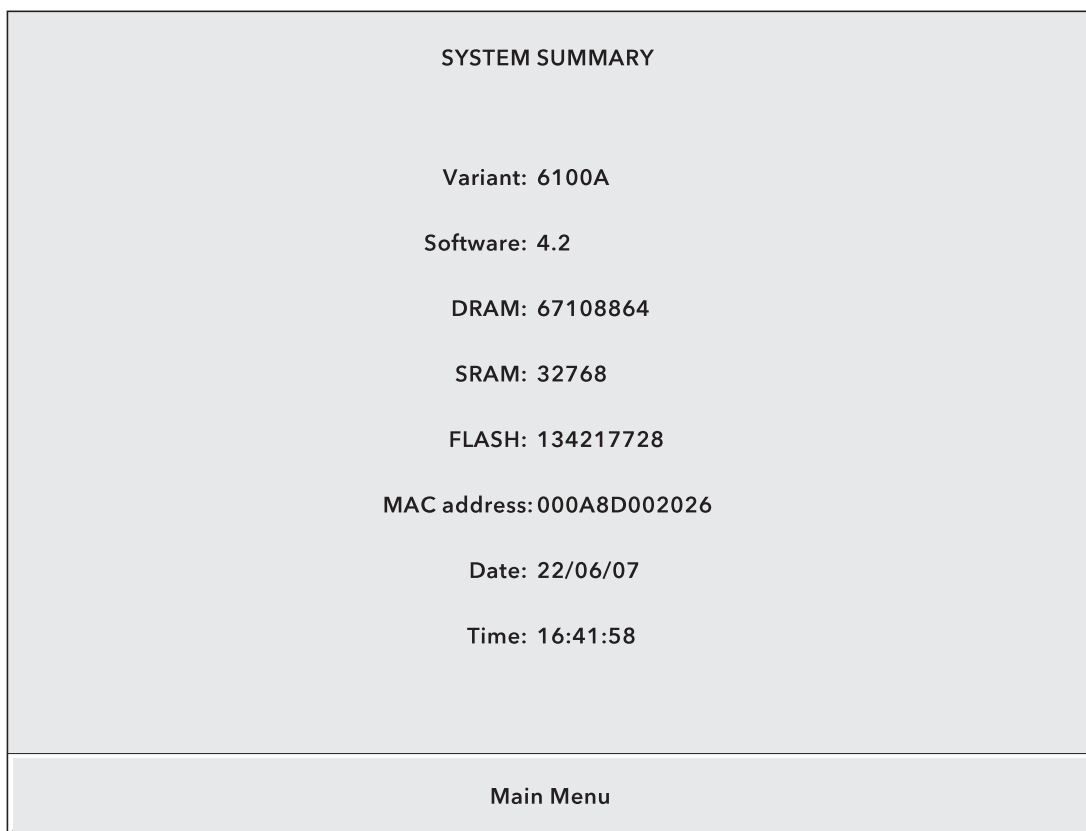 SYSTEM SUMMARY
Variant: 6100A
Software: 4.2
DRAM: 67108864
SRAM: 32768
FLASH: 134217728
MAC address: 000A8D002026
Date: 22/06/07
Time: 16:41:58
Main Menu